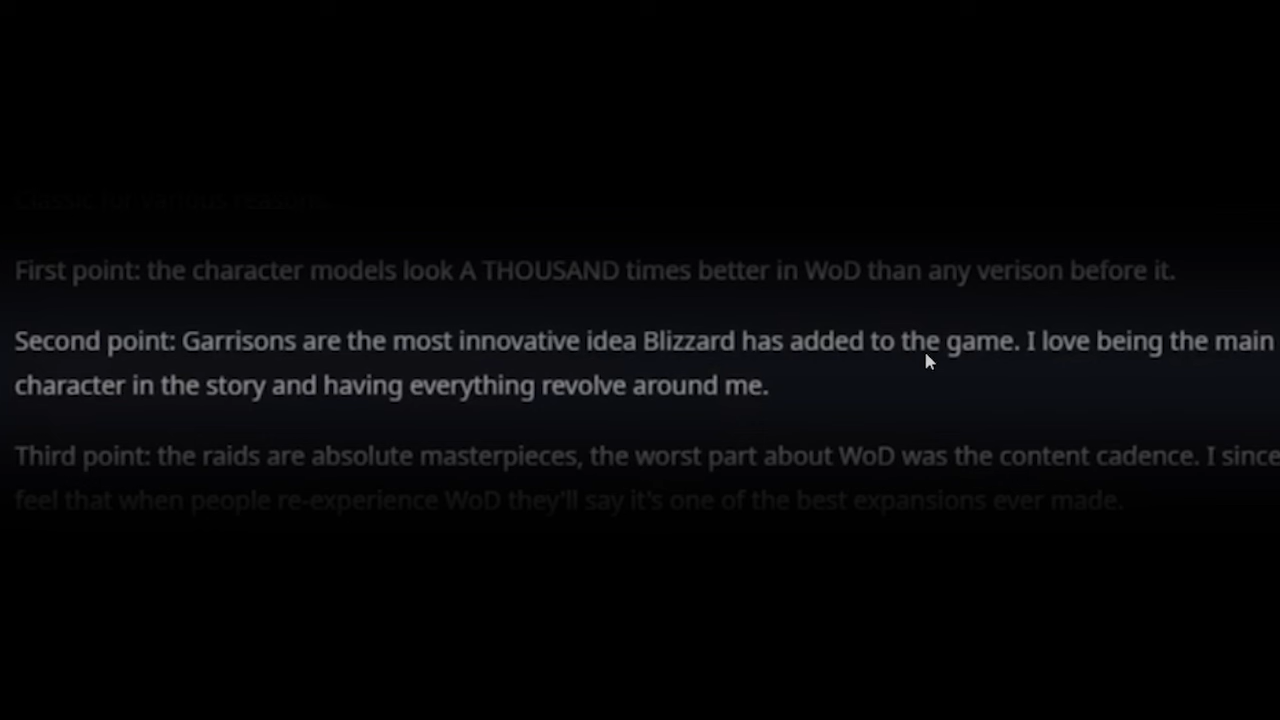 Classic for various reasons.
First point: the character models look A THOUSAND times better in WoD than any verison before it.
Second point: Garrisons are the most innovative idea Blizzard has added to the game. I love being the main
character in the story and having everything revolve around me.
Third point: the raids are absolute masterpieces, the worst part about WoD was the content cadence. I since
feel that when people re-experience WoD they'll say it's one of the best expansions ever made.